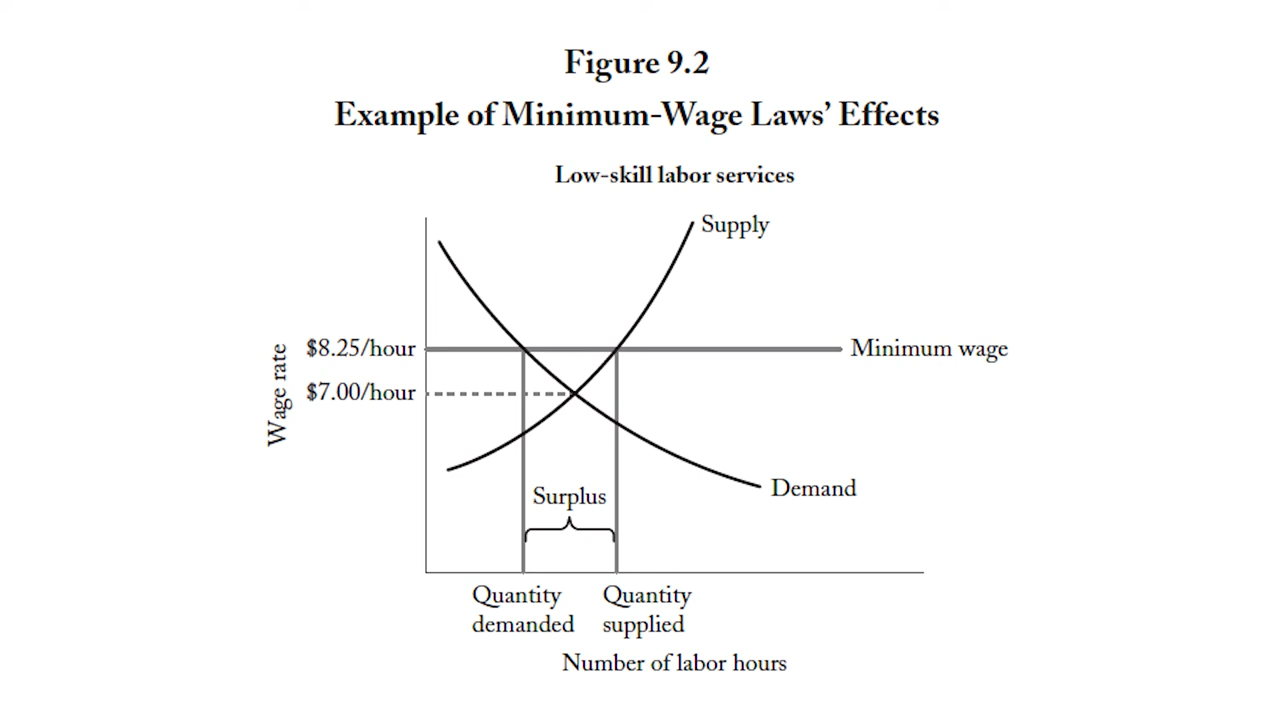 Figure 9.2
Example of Minimum-Wage Laws’ Effects
Low-skill labor services
Supply
$8.25/hour
Minimum wage
$7.00/hour
Wage rate
Demand
Surplus
Quantity
demanded
Quantity
supplied
Number of labor hours